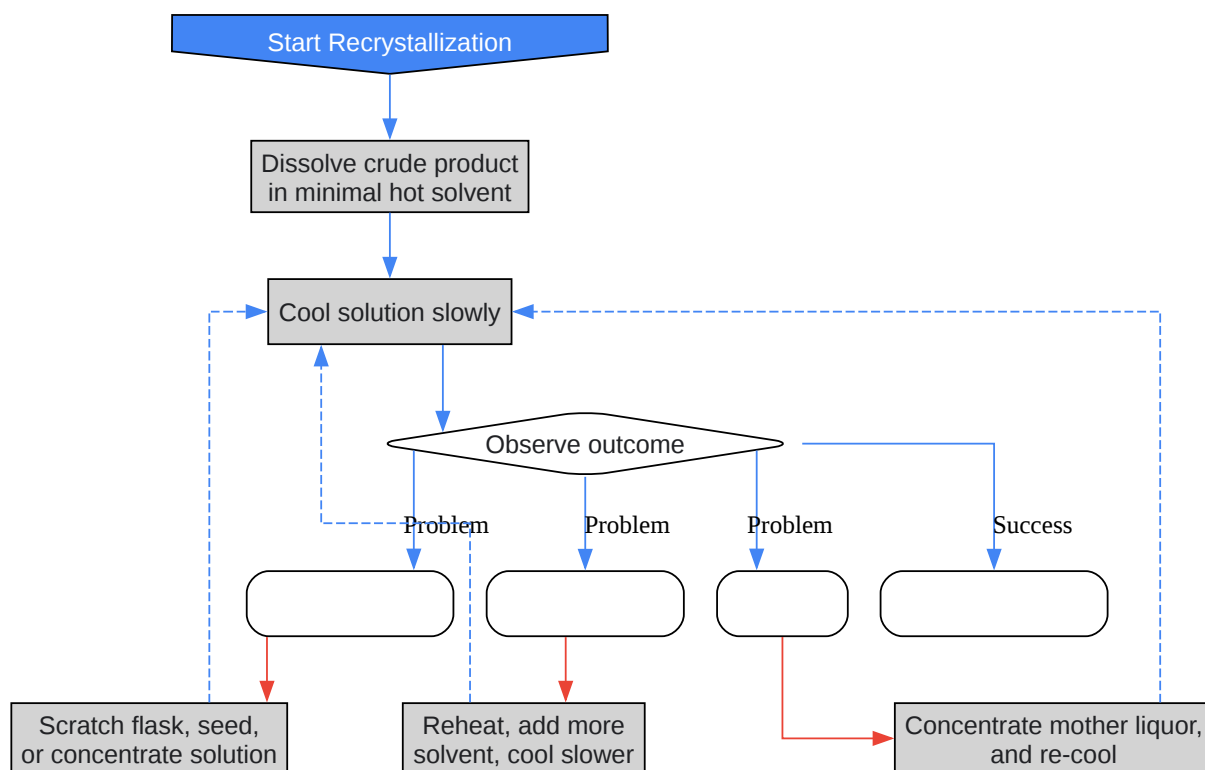 Start Recrystallization
Dissolve crude product
in minimal hot solvent
Cool solution slowly
Observe outcome
Problem
Problem
Problem
Success
Scratch flask, seed,
or concentrate solution
Reheat, add more
solvent, cool slower
Concentrate mother liquor,
and re-cool